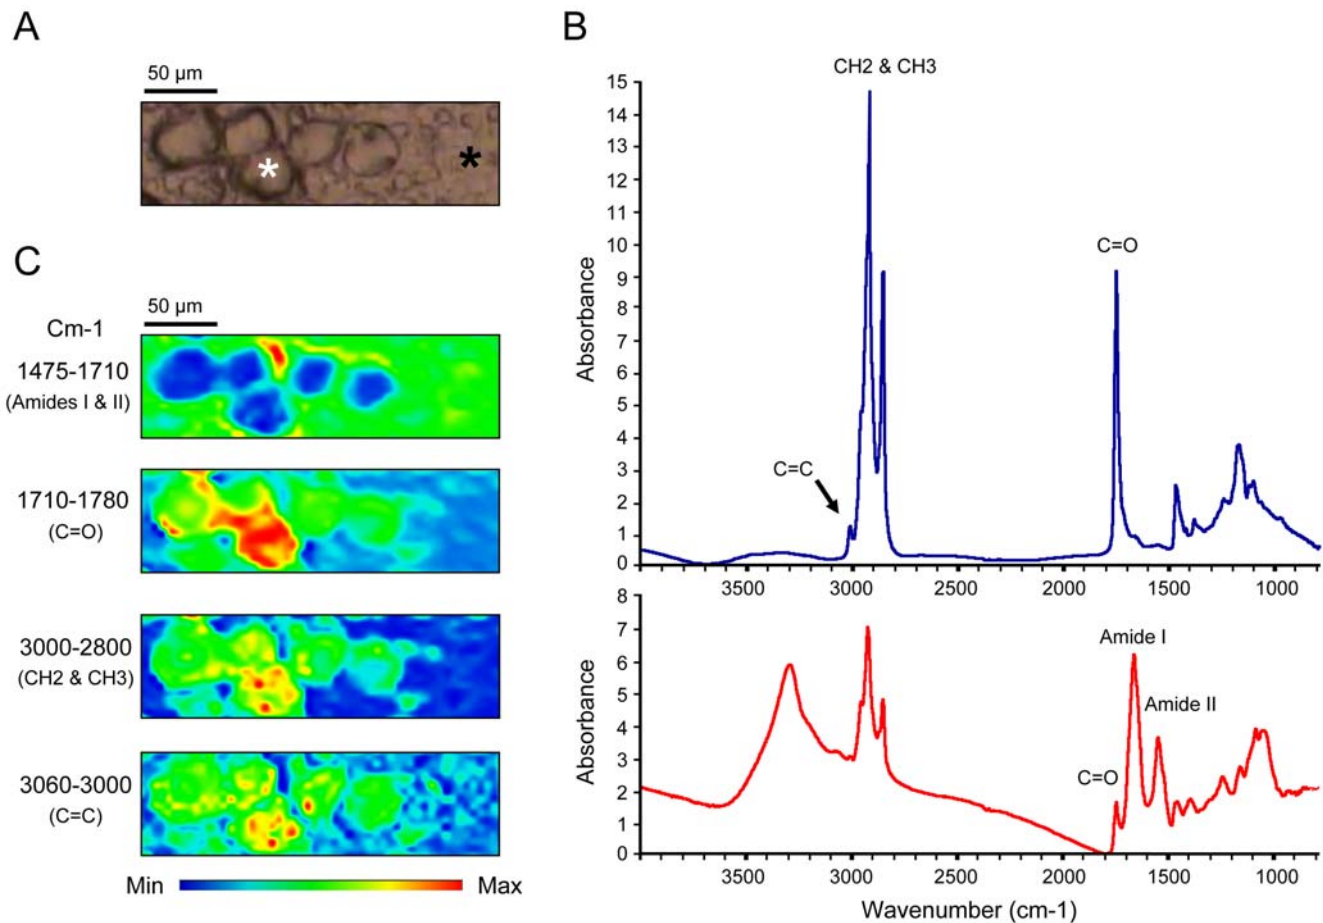 A
50 µm
*
*
C
50 µm
Cm-1
1475-1710
(Amides I & II)
1710-1780
(C=O)
3000-2800
(CH2 & CH3)
3060-3000
(C=C)
Min
Max
B
CH2 & CH3
15
14
13
12
11
10
9
8
7
6
5
4
3
2
1
0
Absorbance
C=O
C=C
3500 3000 2500 2000 1500 1000
8
7
6
5
4
3
2
1
0
Absorbance
Amide I
Amide II
C=O
3500 3000 2500 2000 1500 1000
Wavenumber (cm-1)